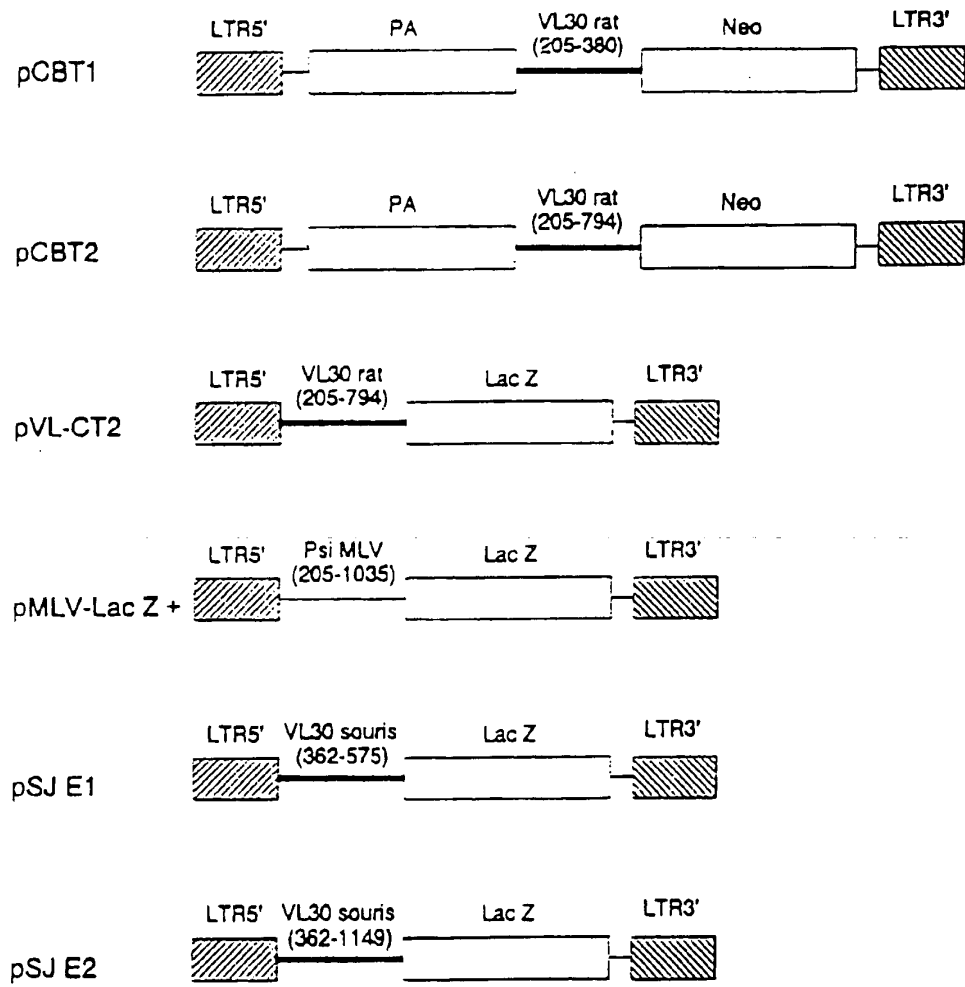 LTR5' PA VL30 rat (205-380) Neo LTR3'
pCBT1
LTR5' PA VL30 rat (205-794) Neo LTR3'
pCBT2
LTR5' VL30 rat (205-794) Lac Z LTR3'
pVL-CT2
LTR5' Psi MLV (205-1035) Lac Z LTR3'
pMLV-Lac Z +
LTR5' VL30 souris (362-575) Lac Z LTR3'
pSJ E1
LTR5' VL30 souris (362-1149) Lac Z LTR3'
pSJ E2